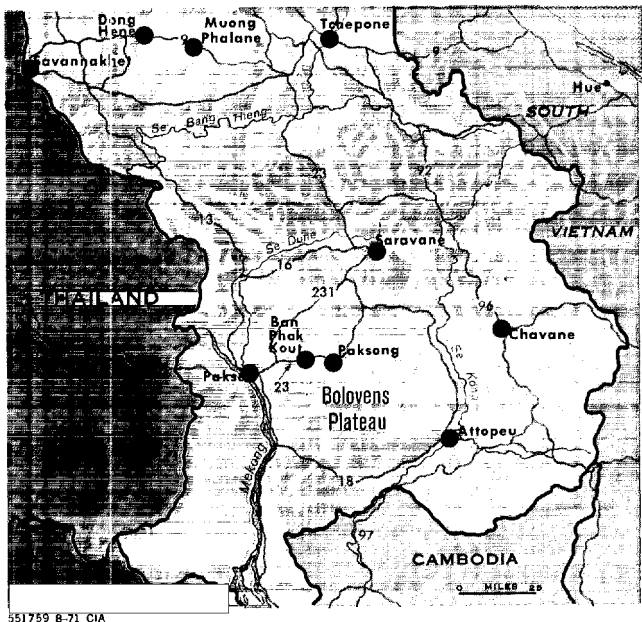 Dong
Hene
Muong
Phalane
Tchepone
9
9
Savannakhet
Hue
SOUTH
VIETNAM
Se Bang Hieng
23
92
13
Se Done
16
Saravane
THAILAND
231
96
Ban
Phak
Kout
Chavane
Paksong
Pakse
23
Se Kong
Bolovens
Plateau
Attopeu
Mekong
18
97
CAMBODIA
0 MILES 25
551759 8-71 CIA